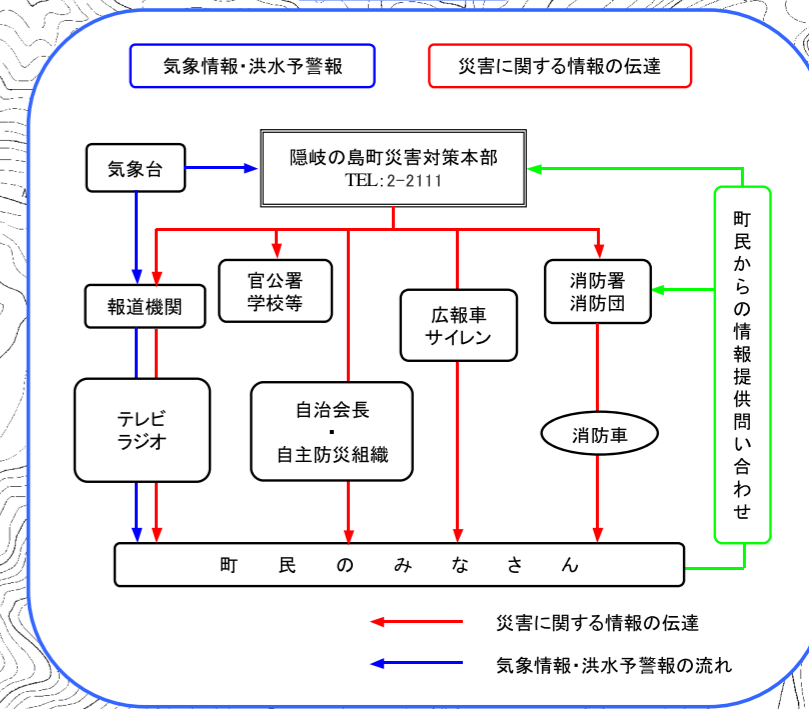 気象情報・洪水予警報
災害に関する情報の伝達
気象台
隠岐の島町災害対策本部
TEL:2-2111
報道機関
官公署
学校等
広報車
サイレン
消防署
消防団
テレビ
ラジオ
自治会長
・
自主防災組織
消防車
町民からの情報提供問い合わせ
町民のみなさん
災害に関する情報の伝達
気象情報・洪水予警報の流れ